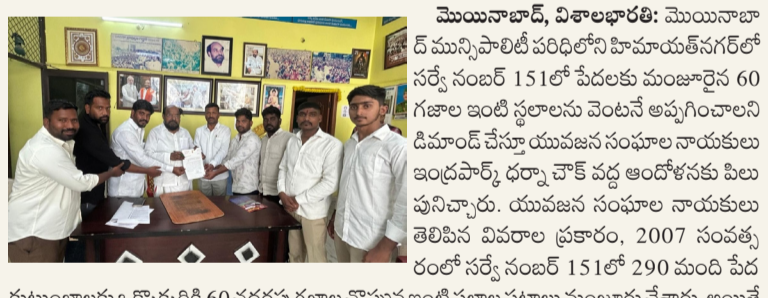 మొయినాబాద్, విశాలభారతి: మొయినాబా
ద్ మున్సిపాలిటీ పరిధిలోని హిమాయత్‌నగర్‌లో
సర్వే నంబర్ 151లో పేదలకు మంజూరైన 60
గజాల ఇంటి స్థలాలను వెంటనే అప్పగించాలని
డిమాండ్ చేస్తూ యువజన సంఘాల నాయకులు
ఇంద్రపార్క్ ధర్నా చౌక్ వద్ద ఆందోళనకు పిలు
పునిచ్చారు. యువజన సంఘాల నాయకులు
తెలిపిన వివరాల ప్రకారం, 2007 సంవత్స
రంలో సర్వే నంబర్ 151లో 290 మంది పేద